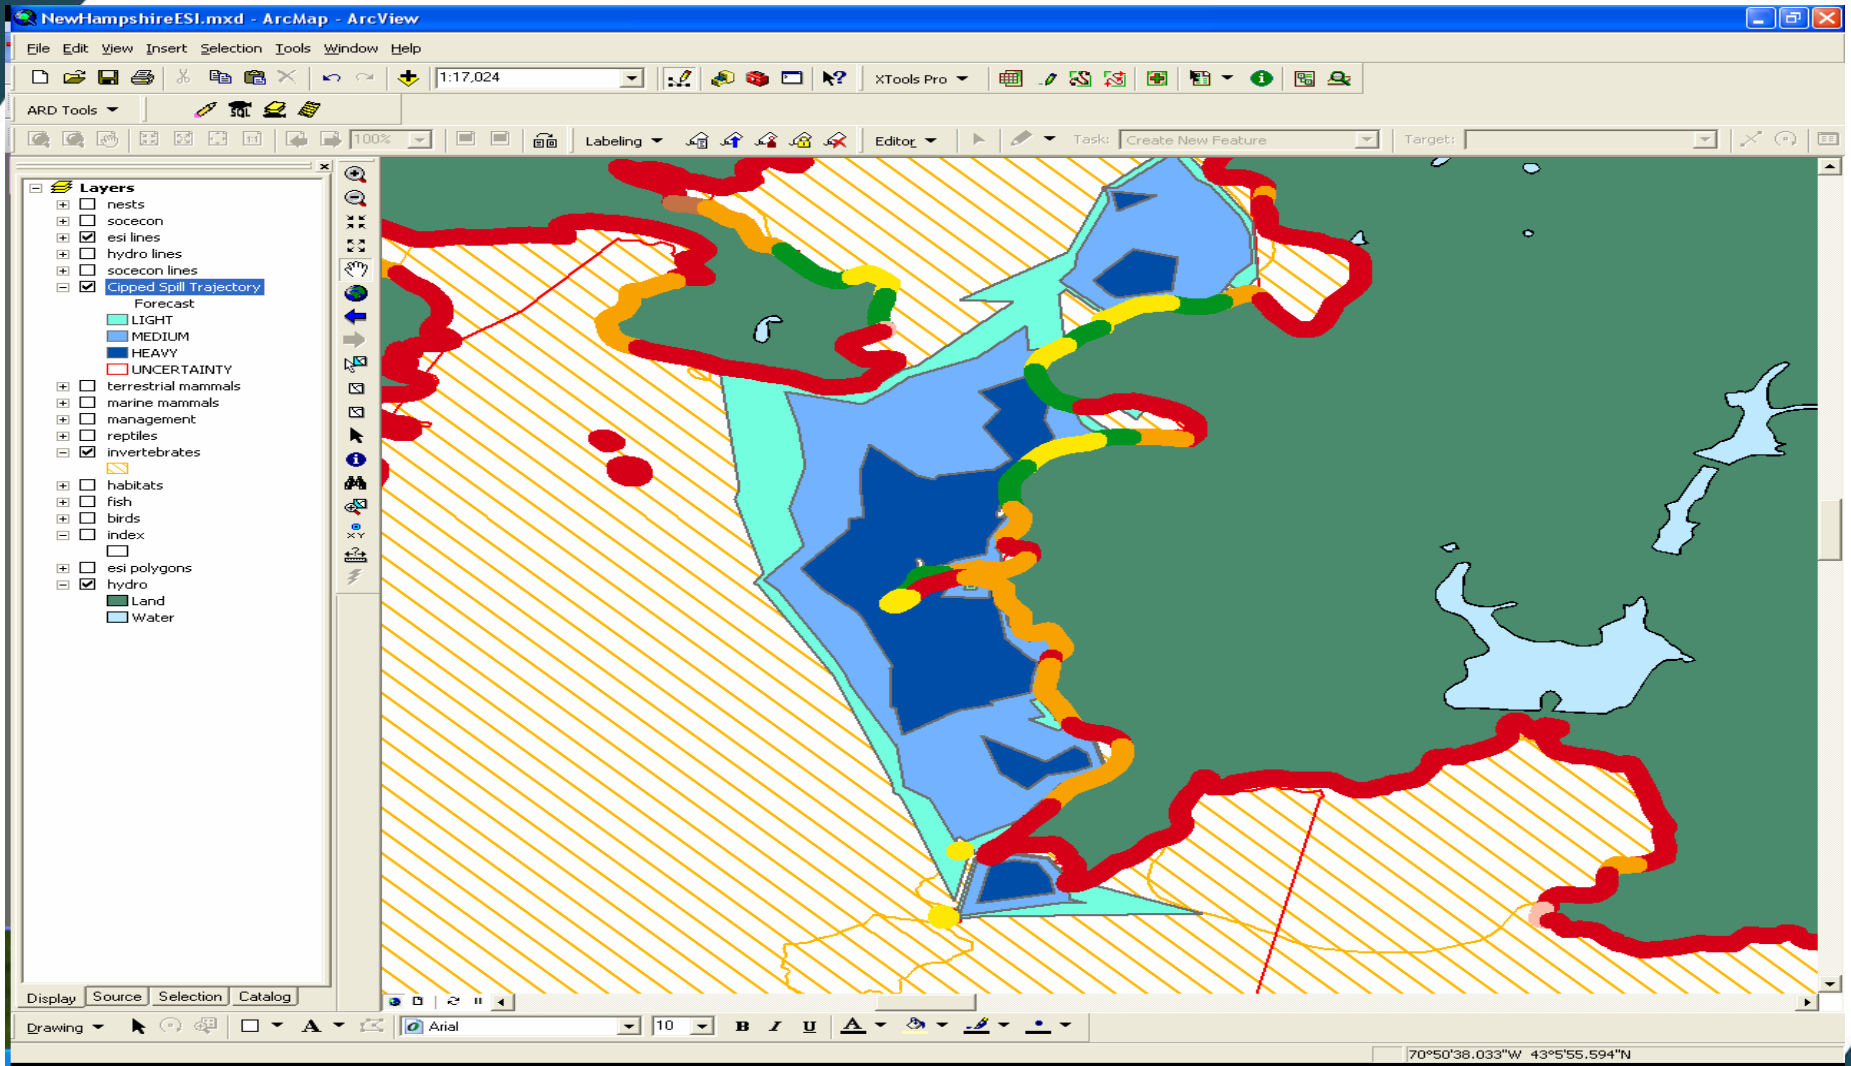 NewHampshireESI.mxd - ArcMap - ArcView
File Edit View Insert Selection Tools Window Help
1:17,024 XTools Pro
ARD Tools SQL
100% Labeling Editor Task: Create New Feature Target:
Layers
nests
socecon
esi lines
hydro lines
socecon lines
Cipped Spill Trajectory
Forecast
LIGHT
MEDIUM
HEAVY
UNCERTAINTY
terrestrial mammals
marine mammals
management
reptiles
invertebrates
habitats
fish
birds
index
esi polygons
hydro
Land
Water
XY
Display Source Selection Catalog
Drawing A Arial 10 B I U A
70°50'38.033"W 43°5'55.594"N